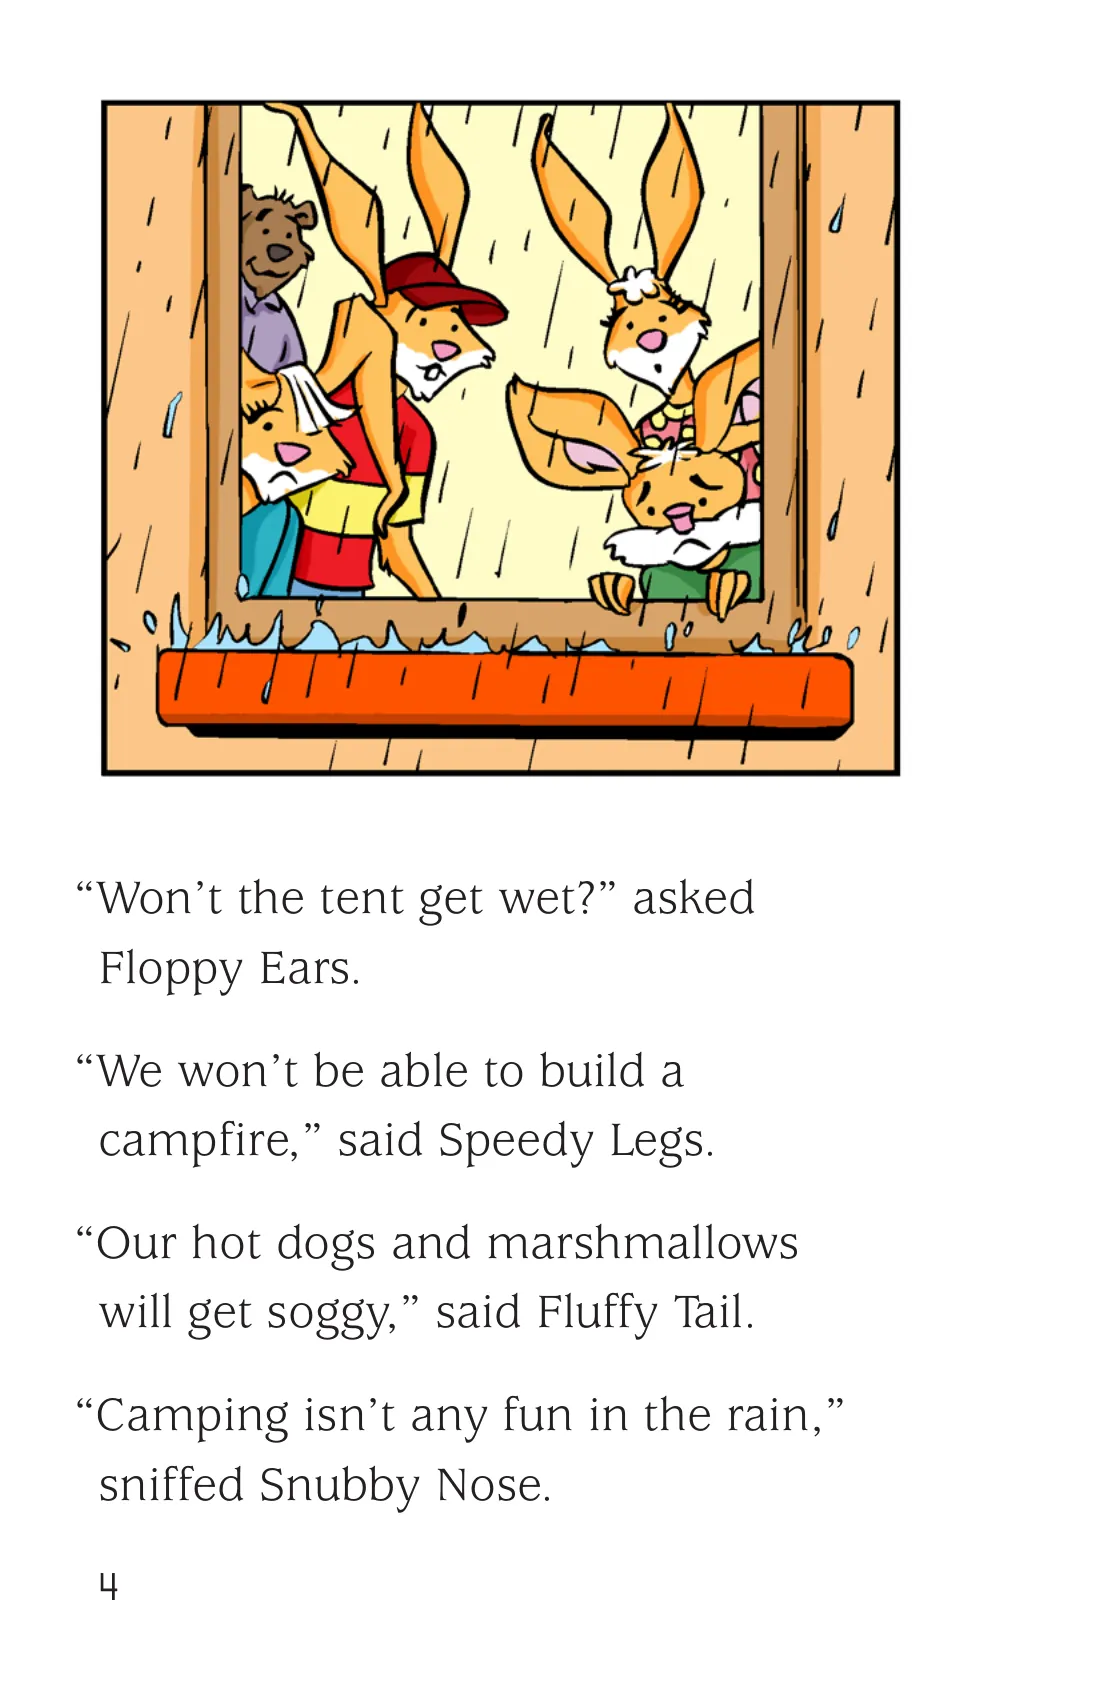 “Won’t the tent get wet?” asked
Floppy Ears.
“We won’t be able to build a
campfire,” said Speedy Legs.
“Our hot dogs and marshmallows
will get soggy,” said Fluffy Tail.
“Camping isn’t any fun in the rain,”
sniffed Snubby Nose.
4